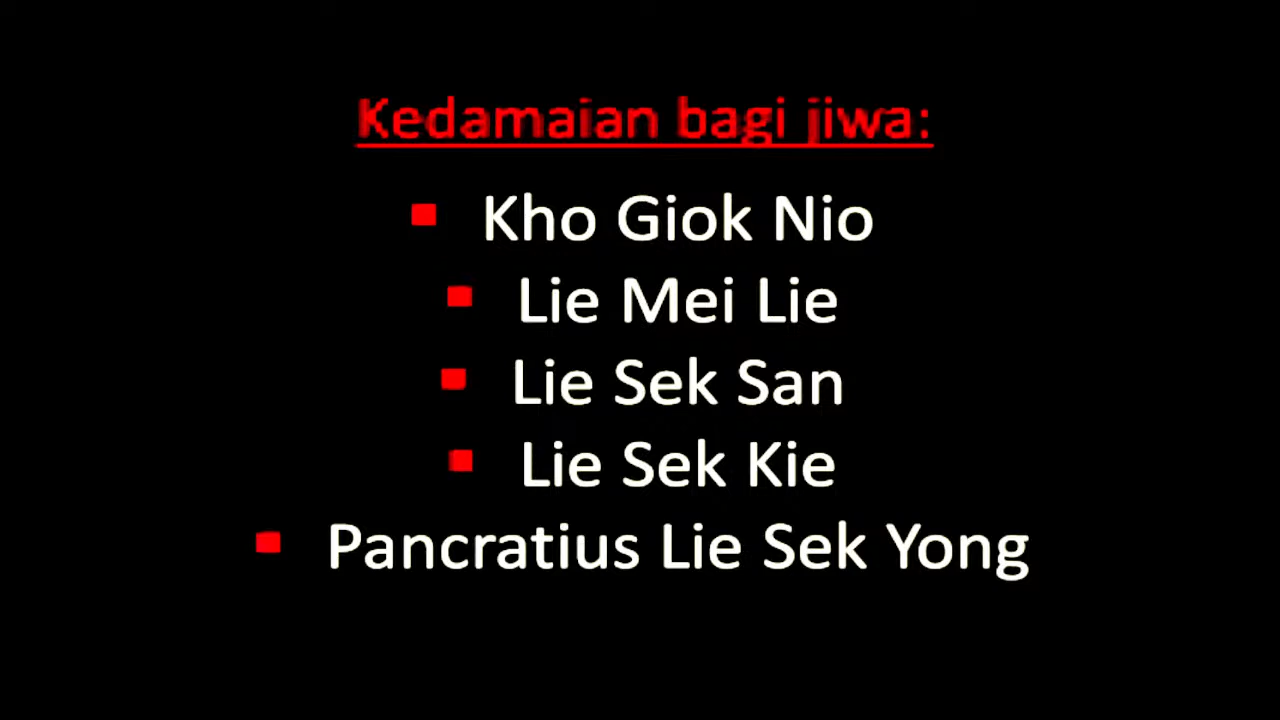 Kedamaian bagi jiwa:
▪ Kho Giok Nio
▪ Lie Mei Lie
▪ Lie Sek San
▪ Lie Sek Kie
▪ Pancratius Lie Sek Yong